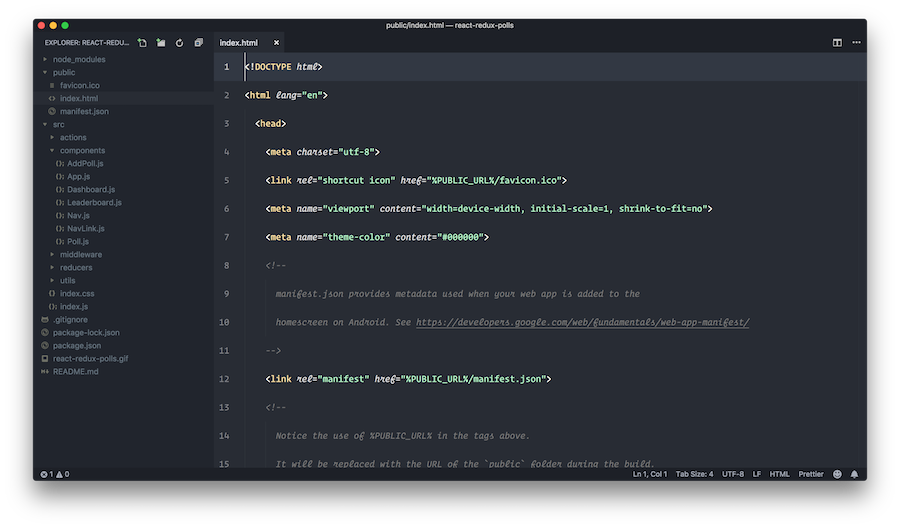 public/index.html — react-redux-polls
EXPLORER: REACT-REDU...
index.html
node_modules
public
favicon.ico
index.html
manifest.json
src
actions
components
AddPoll.js
App.js
Dashboard.js
Leaderboard.js
Nav.js
NavLink.js
Poll.js
middleware
reducers
utils
index.css
index.js
.gitignore
package-lock.json
package.json
react-redux-polls.gif
README.md
1 <!DOCTYPE html>
2 <html lang="en">
3 <head>
4 <meta charset="utf-8">
5 <link rel="shortcut icon" href="%PUBLIC_URL%/favicon.ico">
6 <meta name="viewport" content="width=device-width, initial-scale=1, shrink-to-fit=no">
7 <meta name="theme-color" content="#000000">
8 <!--
9 manifest.json provides metadata used when your web app is added to the
10 homescreen on Android. See https://developers.google.com/web/fundamentals/web-app-manifest/
11 -->
12 <link rel="manifest" href="%PUBLIC_URL%/manifest.json">
13 <!--
14 Notice the use of %PUBLIC_URL% in the tags above.
15 It will be replaced with the URL of the `public` folder during the build.
1 0 Ln 1, Col 1 Tab Size: 4 UTF-8 LF HTML Prettier